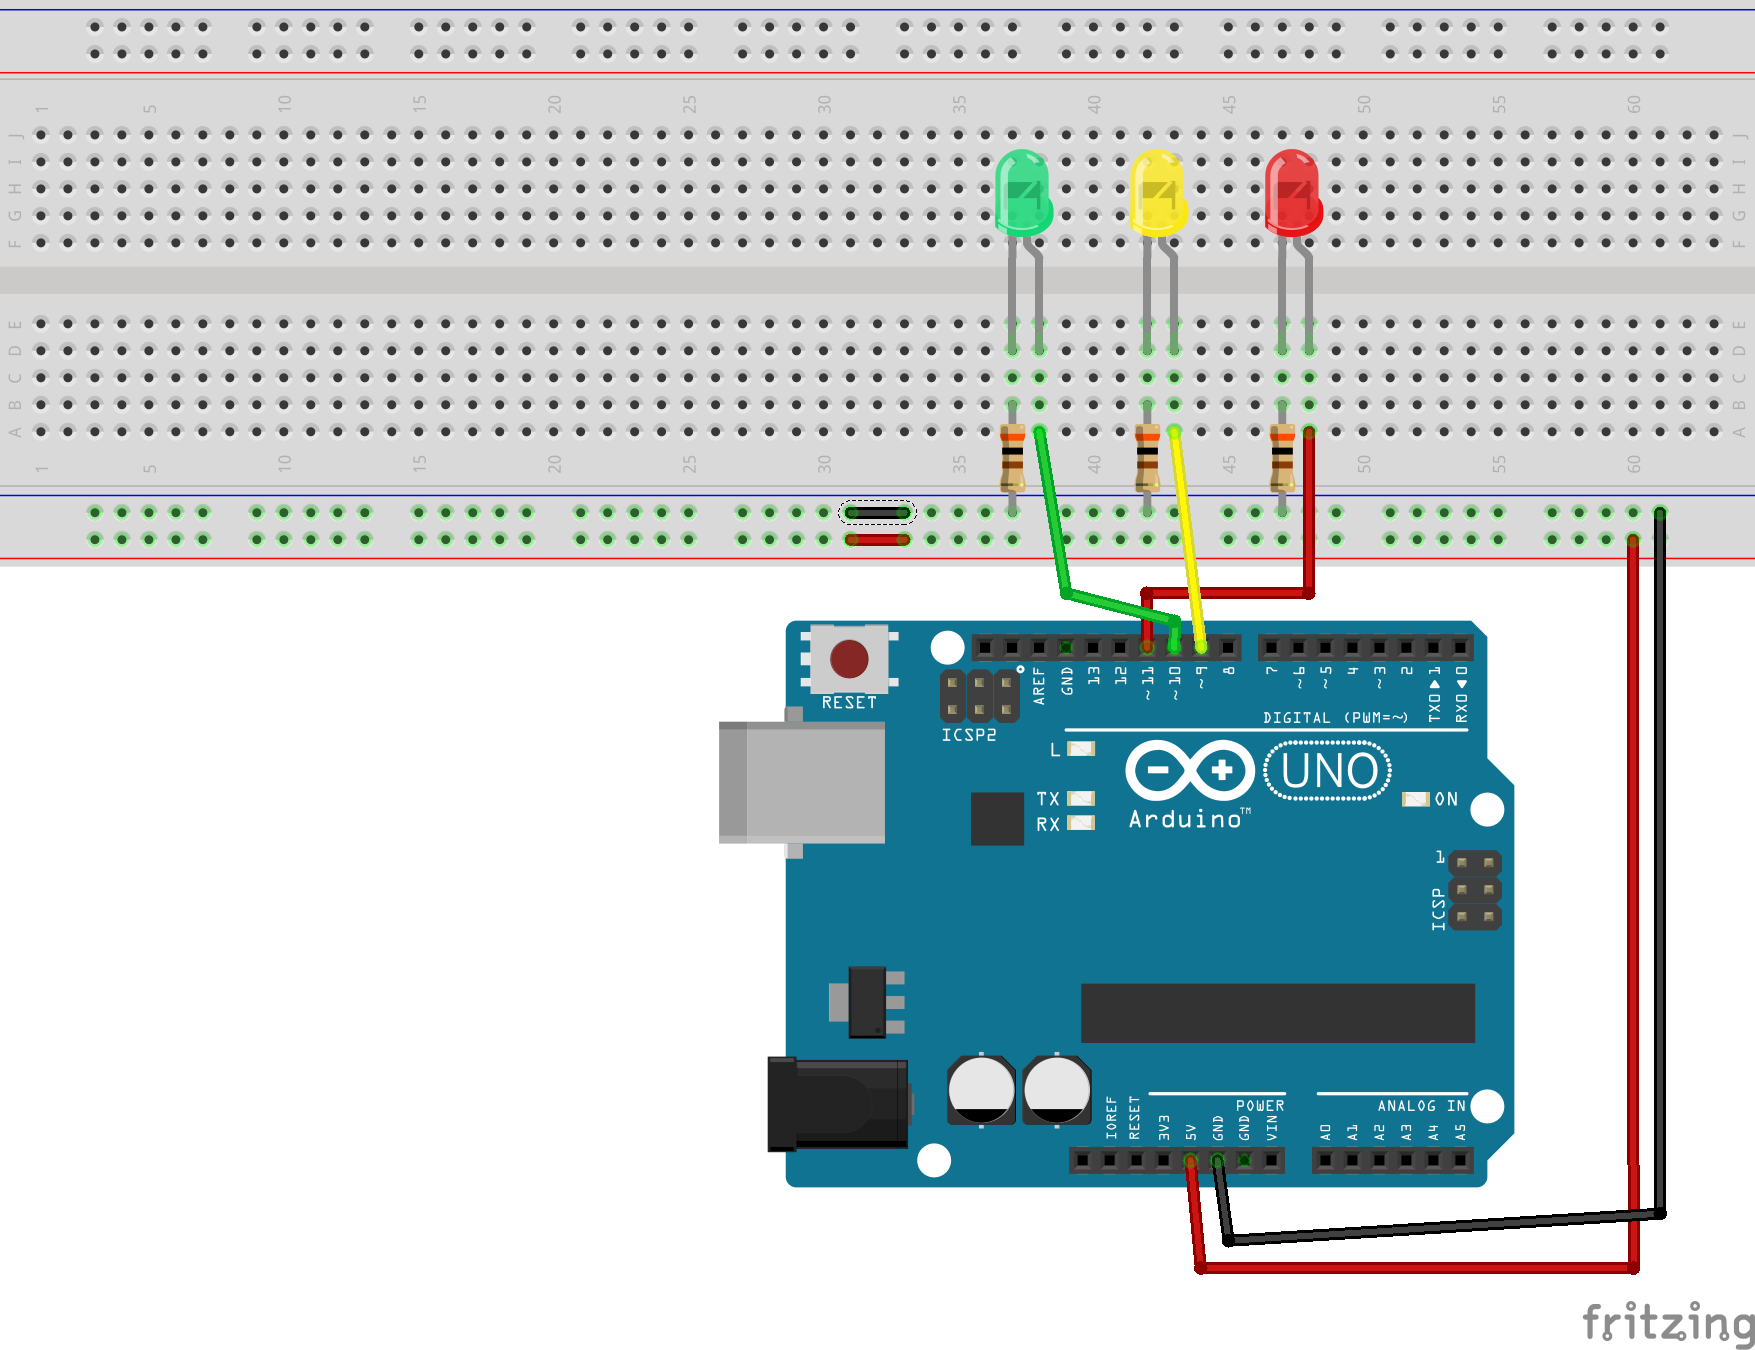 1 5 10 15 20 25 30 35 40 45 50 55 60
J J
I I
H H
G G
F F
E E
D D
C C
B B
A A
1 5 10 15 20 25 30 35 40 45 50 55 60
AREF GND 13 12 ~11 ~10 ~9 8 7 ~6 ~5 4 ~3 2 TX0▶1 RX0◀0
RESET
DIGITAL (PWM=~)
ICSP2
L
UNO
TX
ON
RX
Arduino™
1
ICSP
POWER
ANALOG IN
IOREF RESET 3V3 5V GND GND VIN A0 A1 A2 A3 A4 A5
fritzing